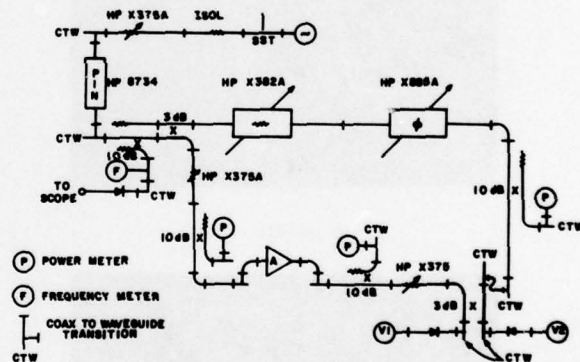 HP X375A
ISOL
CTW
SST
~
PIN
HP 8734
HP X382A
HP X885A
3dB
X
CTW
ϕ
10dB
X
F
HP X375A
TO
SCOPE
CTW
10dB
X
P
CTW
10dB
X
P
CTW
P
A
HP X375
CTW
X
10dB
3dB
X
CTW
V1
V2
CTW
P POWER METER
F FREQUENCY METER
COAX TO WAVEGUIDE
TRANSITION
CTW